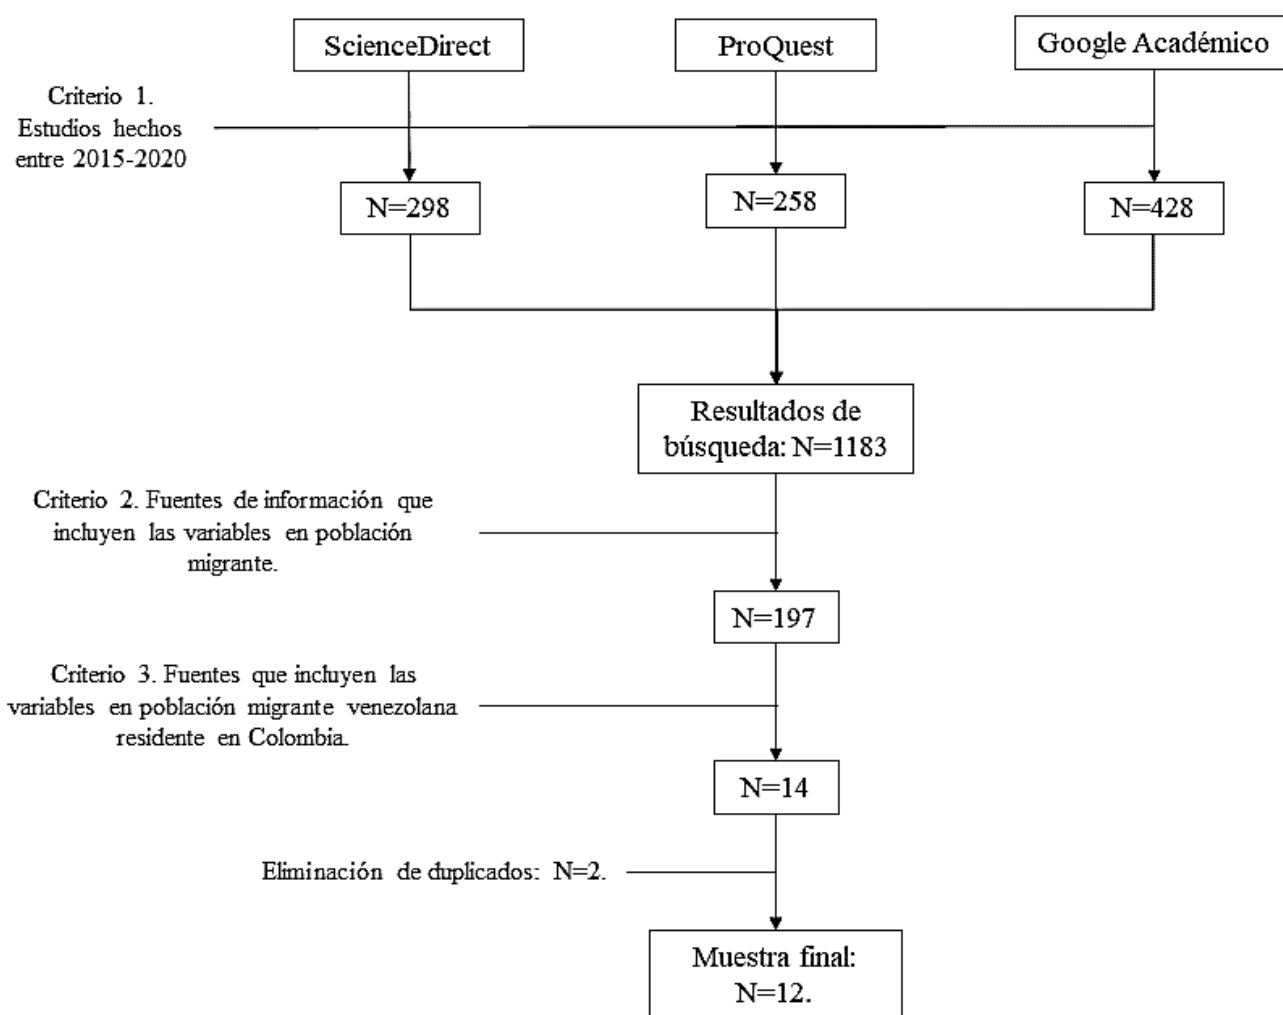 ScienceDirect
ProQuest
Google Académico
Criterio 1.
Estudios hechos
entre 2015-2020
N=298
N=258
N=428
Resultados de
búsqueda: N=1183
Criterio 2. Fuentes de información que
incluyen las variables en población
migrante.
N=197
Criterio 3. Fuentes que incluyen las
variables en población migrante venezolana
residente en Colombia.
N=14
Eliminación de duplicados: N=2.
Muestra final:
N=12.